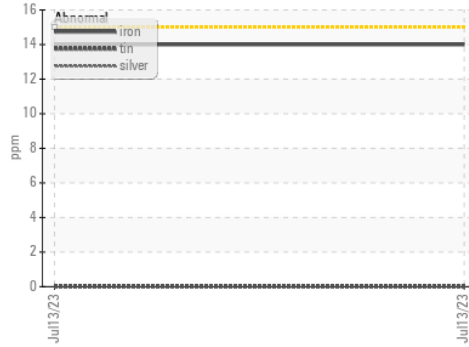 16
Abnormal
iron
14
tin
silver
12
10
ppm
8
6
4
2
0
Jul13/23
Jul13/23